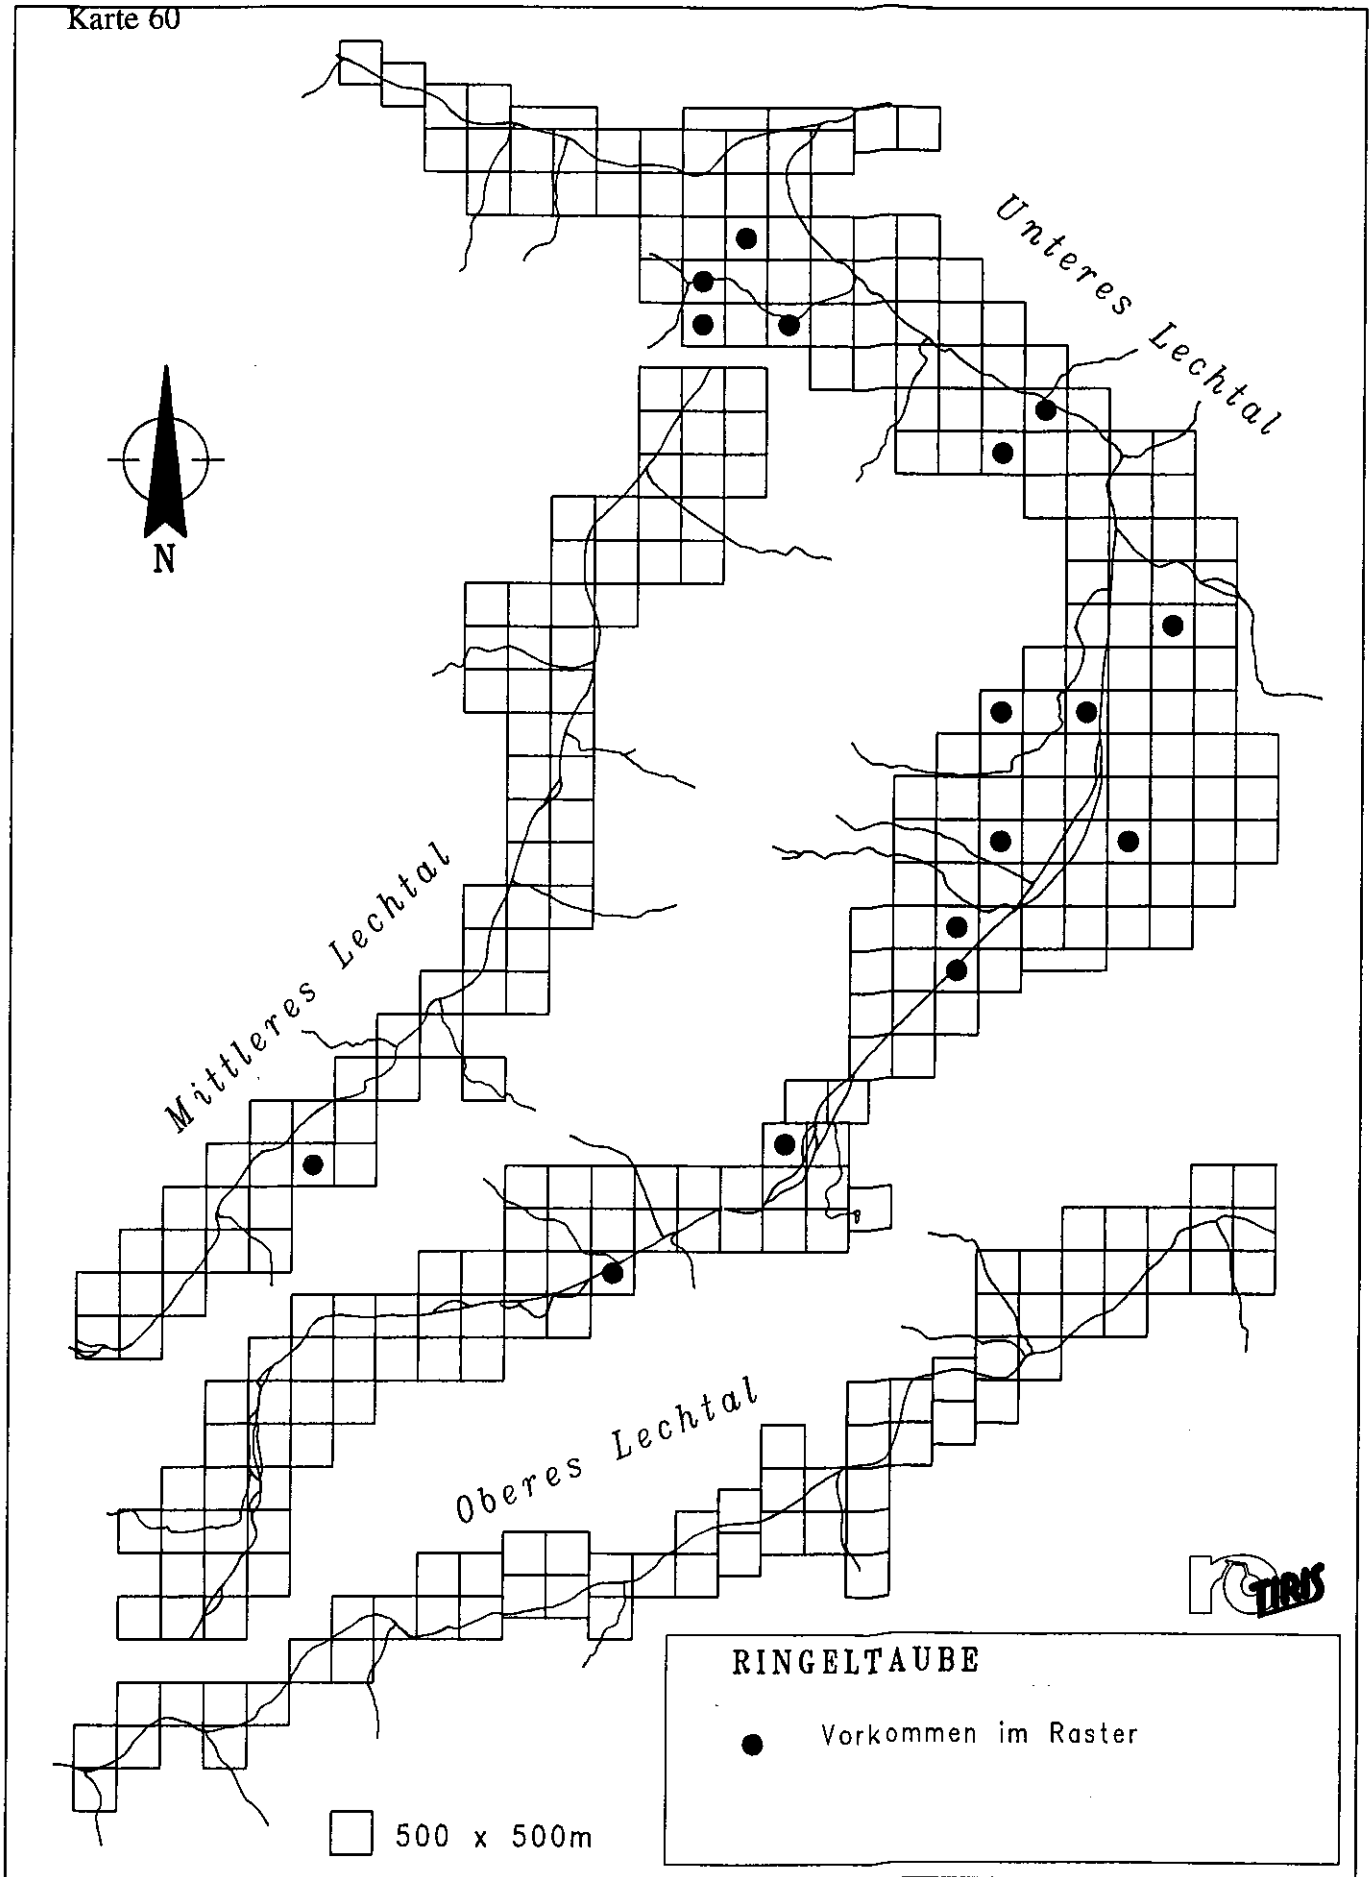 Karte 60
Unteres Lechtal
N
Mittleres Lechtal
Oberes Lechtal
TIRIS
RINGELTAUBE
Vorkommen im Raster
500 x 500m